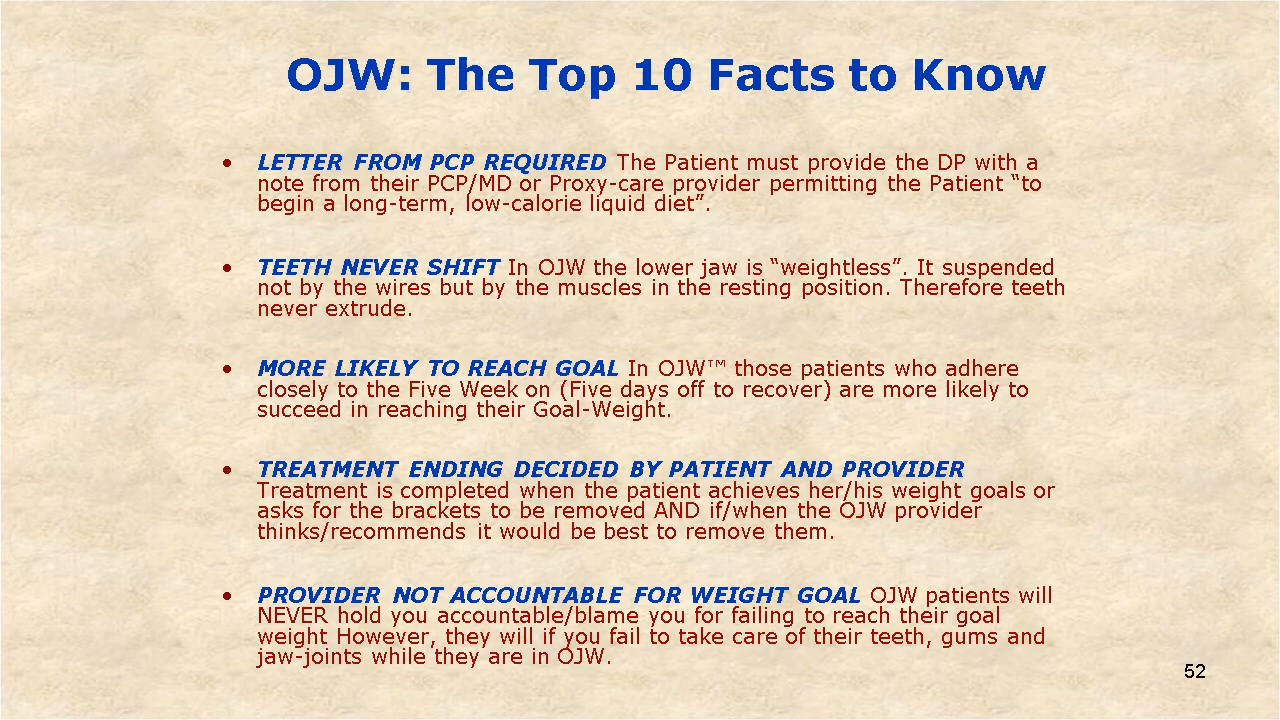 OJW: The Top 10 Facts to Know
• LETTER FROM PCP REQUIRED The Patient must provide the DP with a
note from their PCP/MD or Proxy-care provider permitting the Patient “to
begin a long-term, low-calorie liquid diet”.
• TEETH NEVER SHIFT In OJW the lower jaw is “weightless”. It suspended
not by the wires but by the muscles in the resting position. Therefore teeth
never extrude.
• MORE LIKELY TO REACH GOAL In OJW™ those patients who adhere
closely to the Five Week on (Five days off to recover) are more likely to
succeed in reaching their Goal-Weight.
• TREATMENT ENDING DECIDED BY PATIENT AND PROVIDER
Treatment is completed when the patient achieves her/his weight goals or
asks for the brackets to be removed AND if/when the OJW provider
thinks/recommends it would be best to remove them.
• PROVIDER NOT ACCOUNTABLE FOR WEIGHT GOAL OJW patients will
NEVER hold you accountable/blame you for failing to reach their goal
weight However, they will if you fail to take care of their teeth, gums and
jaw-joints while they are in OJW.
52